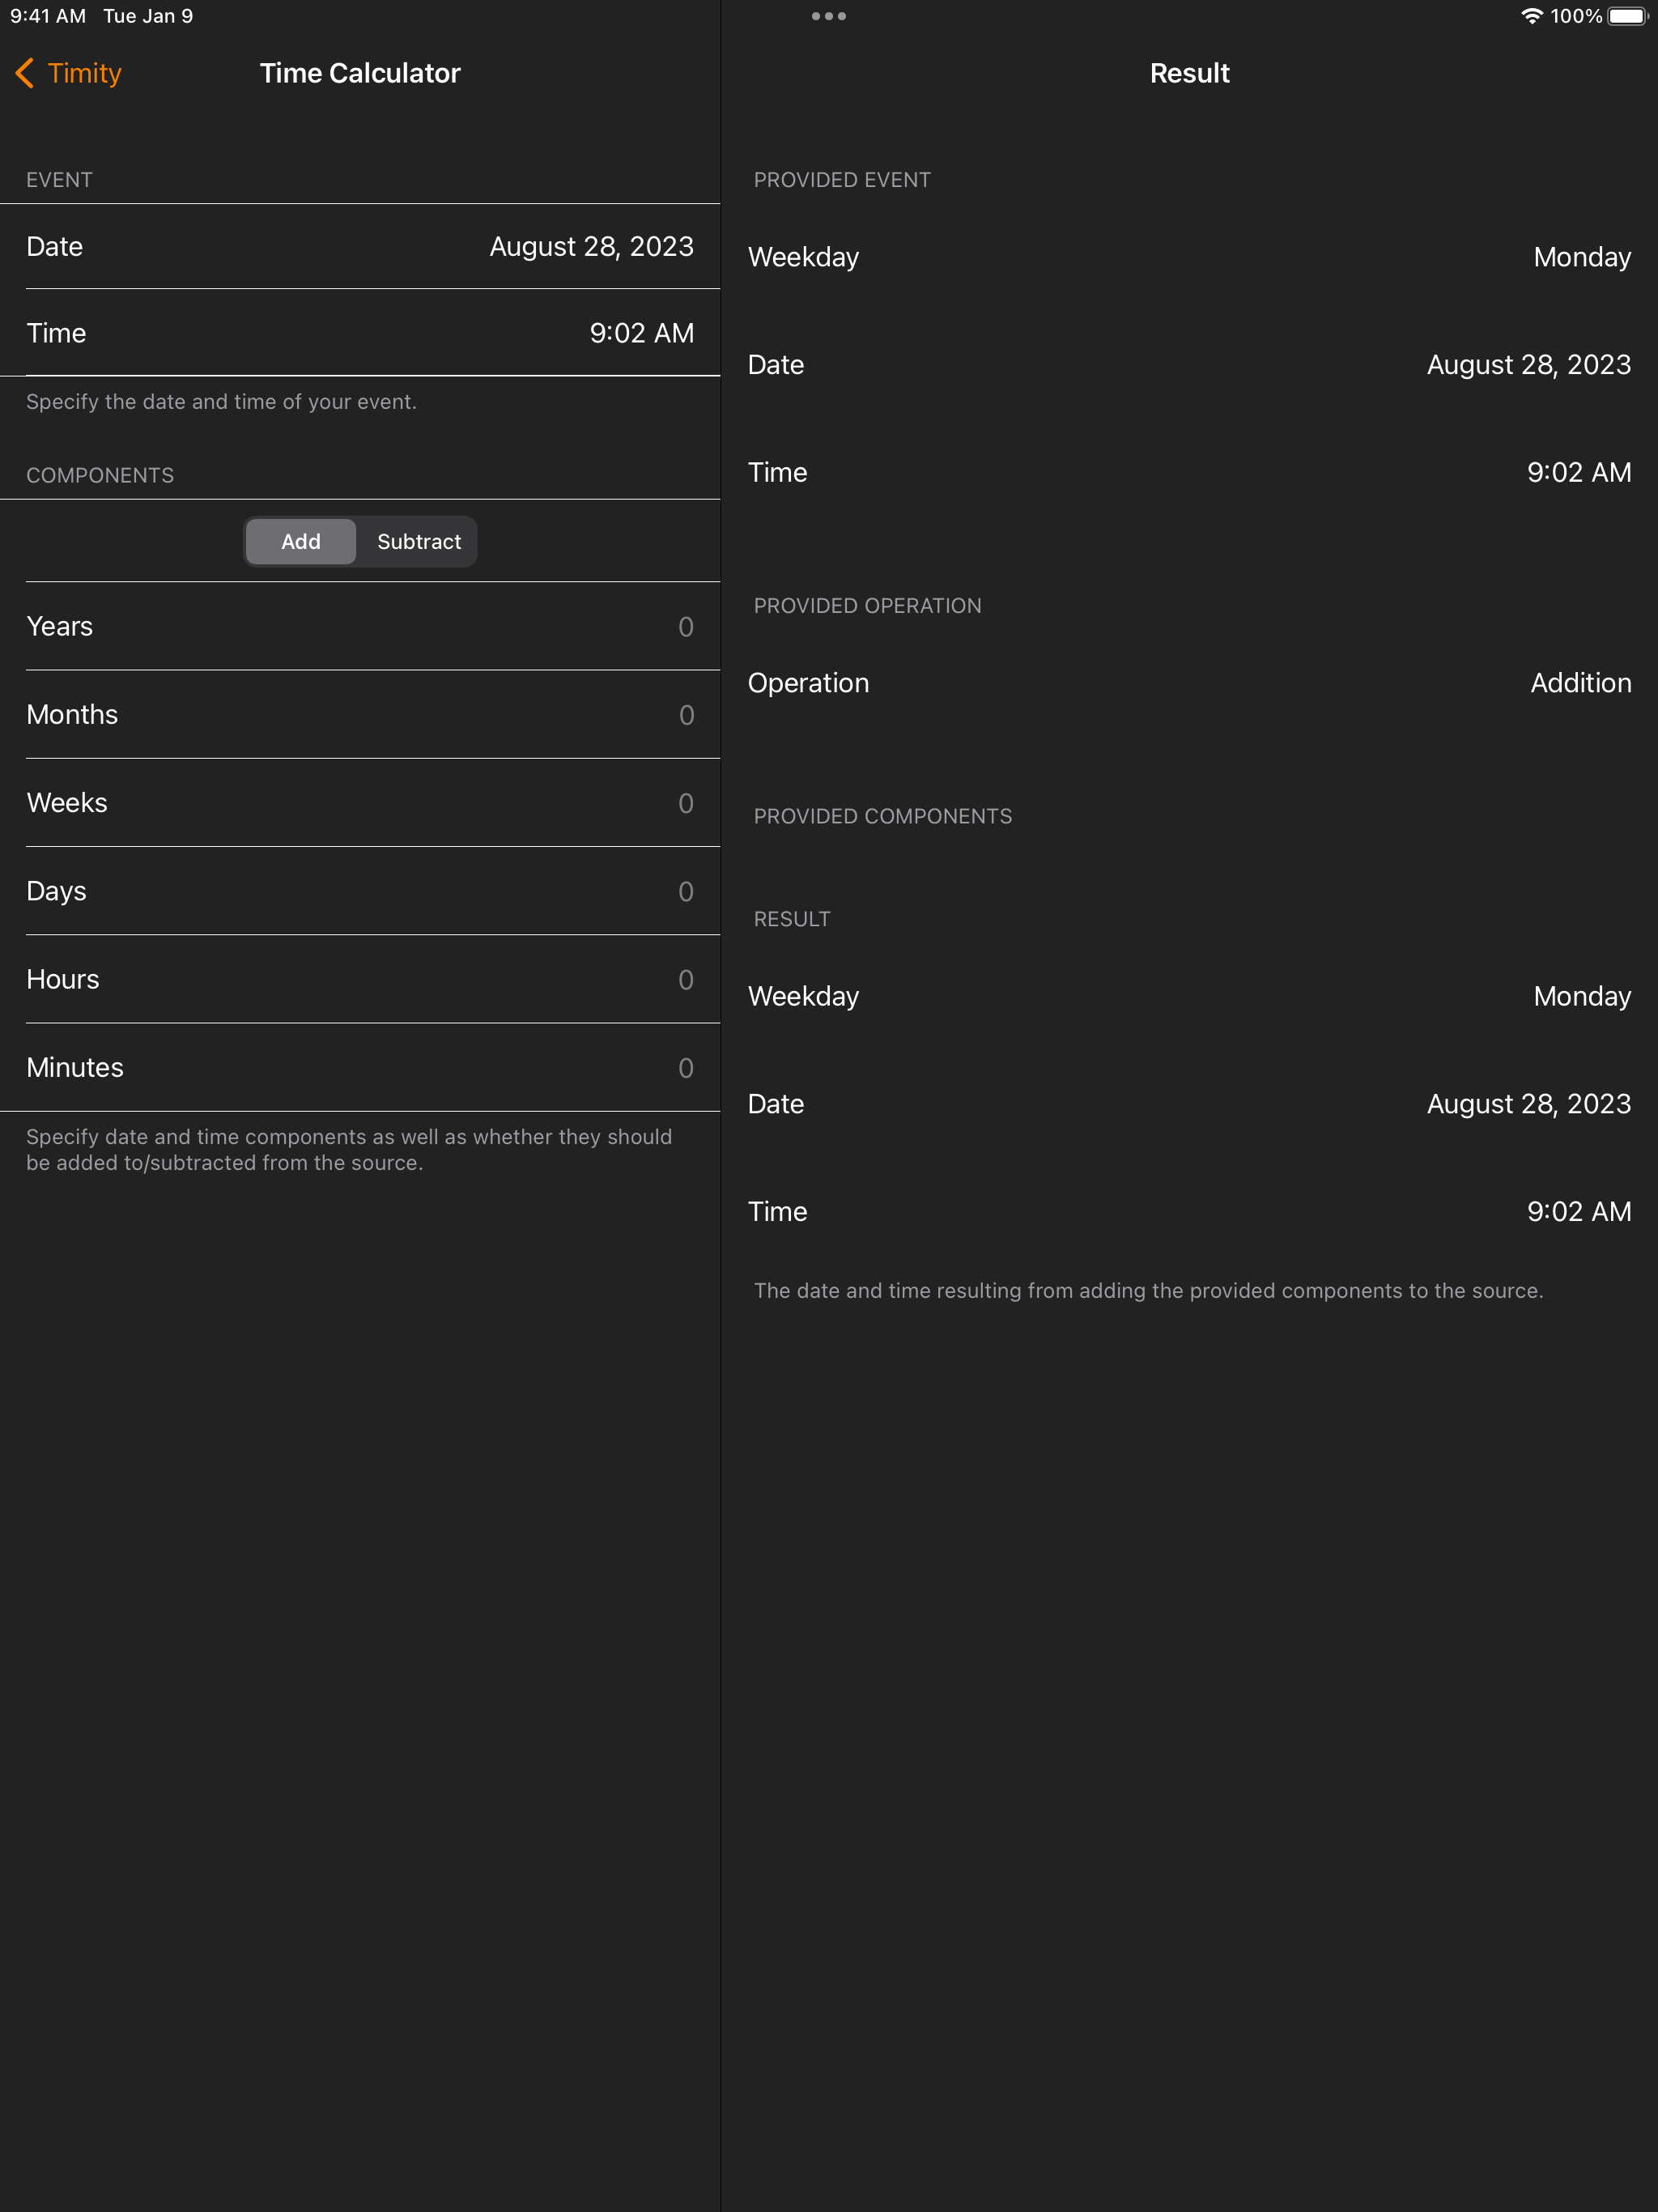 9:41 AM Tue Jan 9
100%
Timity
Time Calculator
EVENT
Date August 28, 2023
Time 9:02 AM
Specify the date and time of your event.
COMPONENTS
Add Subtract
Years 0
Months 0
Weeks 0
Days 0
Hours 0
Minutes 0
Specify date and time components as well as whether they should
be added to/subtracted from the source.
Result
PROVIDED EVENT
Weekday Monday
Date August 28, 2023
Time 9:02 AM
PROVIDED OPERATION
Operation Addition
PROVIDED COMPONENTS
RESULT
Weekday Monday
Date August 28, 2023
Time 9:02 AM
The date and time resulting from adding the provided components to the source.